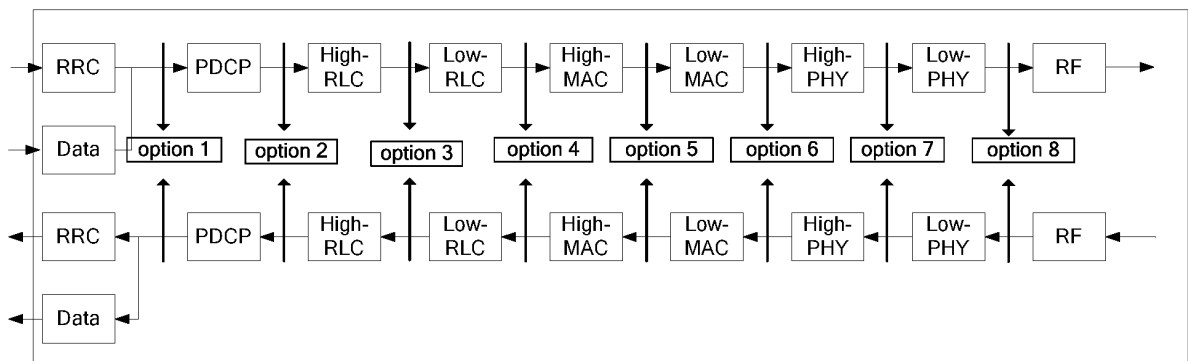 RRC
PDCP
High-
RLC
Low-
RLC
High-
MAC
Low-
MAC
High-
PHY
Low-
PHY
RF
Data
option 1
option 2
option 3
option 4
option 5
option 6
option 7
option 8
RRC
PDCP
High-
RLC
Low-
RLC
High-
MAC
Low-
MAC
High-
PHY
Low-
PHY
RF
Data